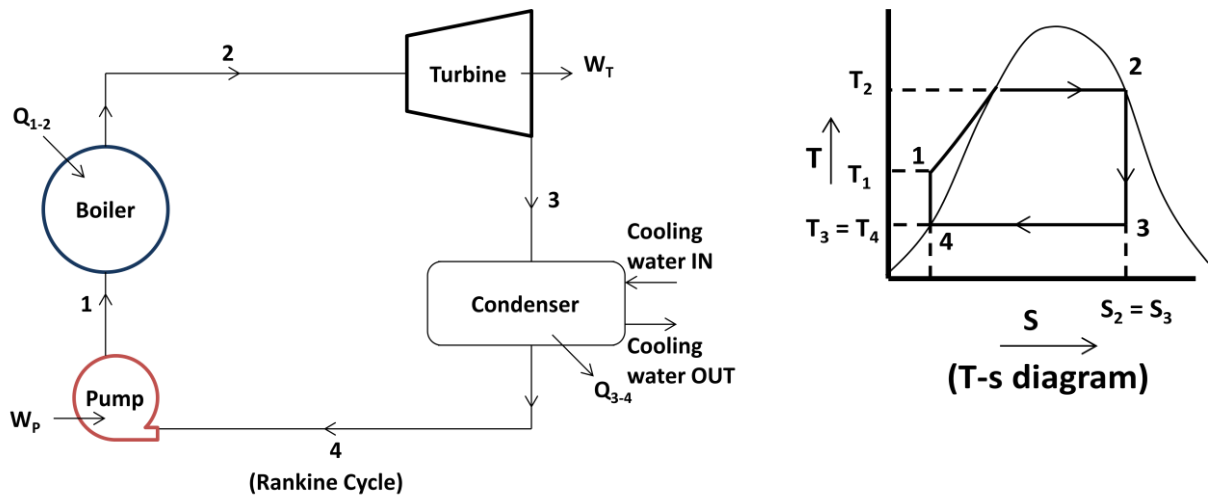 2
Turbine
W_T
Q_1-2
Boiler
3
Cooling
water IN
Condenser
1
Cooling
water OUT
Q_3-4
Pump
W_P
4
(Rankine Cycle)
2
T_2
T
1
T_1
T_3 = T_4
4
3
S_2 = S_3
S
(T-s diagram)